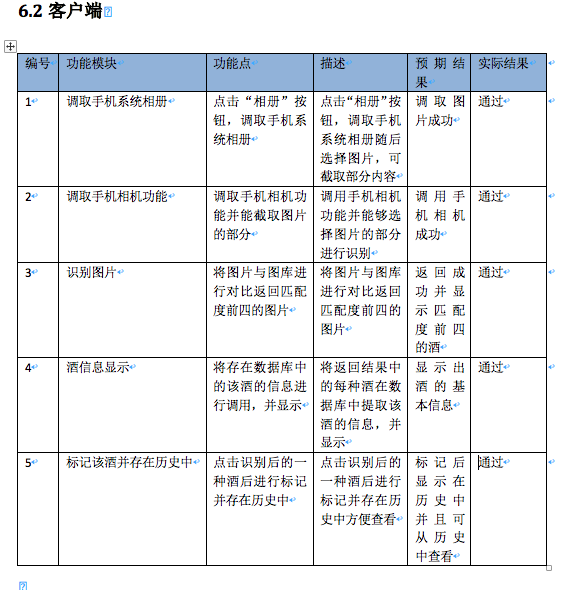 6.2 客户端
编号 功能模块 功能点 描述 预期结
果 实际结果
1 调取手机系统相册 点击“相册”按 点击“相册”按 调取图 通过
钮，调取手机系 钮，调取手机 片成功
统相册 系统相册随后
选择图片，可
截取部分内容
2 调取手机相机功能 调取手机相机功 调用手机相机 调用手 通过
能并能截取图片 功能并能够选 机相机
的部分 择图片的部分 成功
进行识别
3 识别图片 将图片与图库进 将图片与图库 返回成 通过
行对比返回匹配 进行对比返回 功并显
度前四的图片 匹配度前四的 示匹配
图片 度前四
的酒
4 酒信息显示 将存在数据库中 将返回结果中 显示出 通过
的该酒的信息进 的每种酒在数 酒的基
行调用，并显示 据库中提取该 本信息
酒的信息，并
显示
5 标记该酒并存在历史中 点击识别后的一 点击识别后的 标记后 通过
种酒后进行标记 一种酒后进行 显示在
并存在历史中 标记并存在历 历史中
史中方便查看 并且可
从历史
中查看